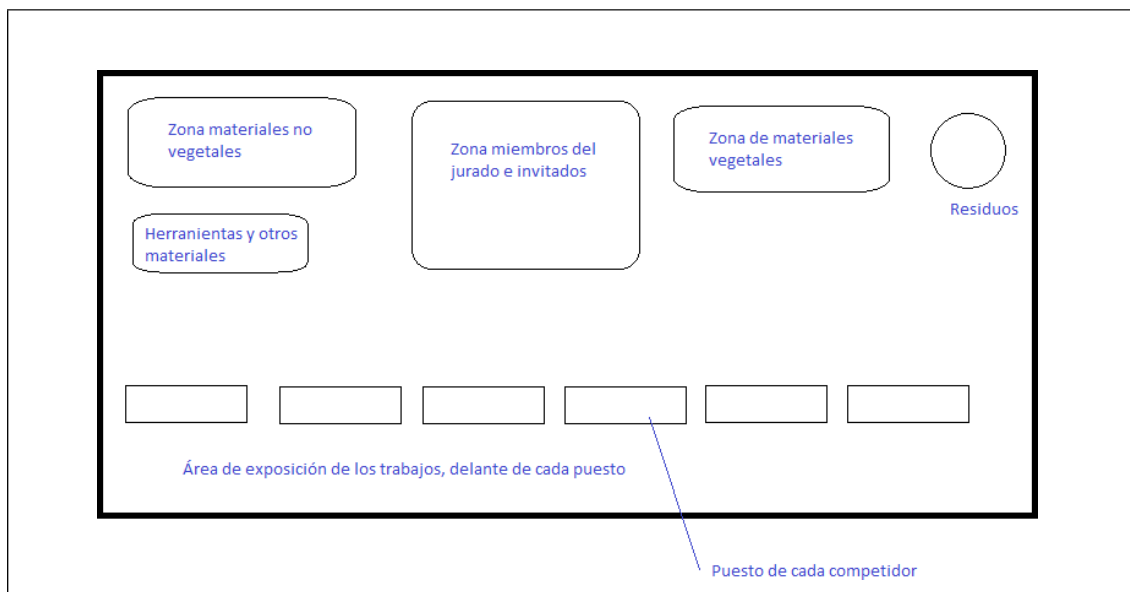 Zona materiales no
vegetales
Zona miembros del
jurado e invitados
Zona de materiales
vegetales
Residuos
Herranientas y otros
materiales
Área de exposición de los trabajos, delante de cada puesto
Puesto de cada competidor